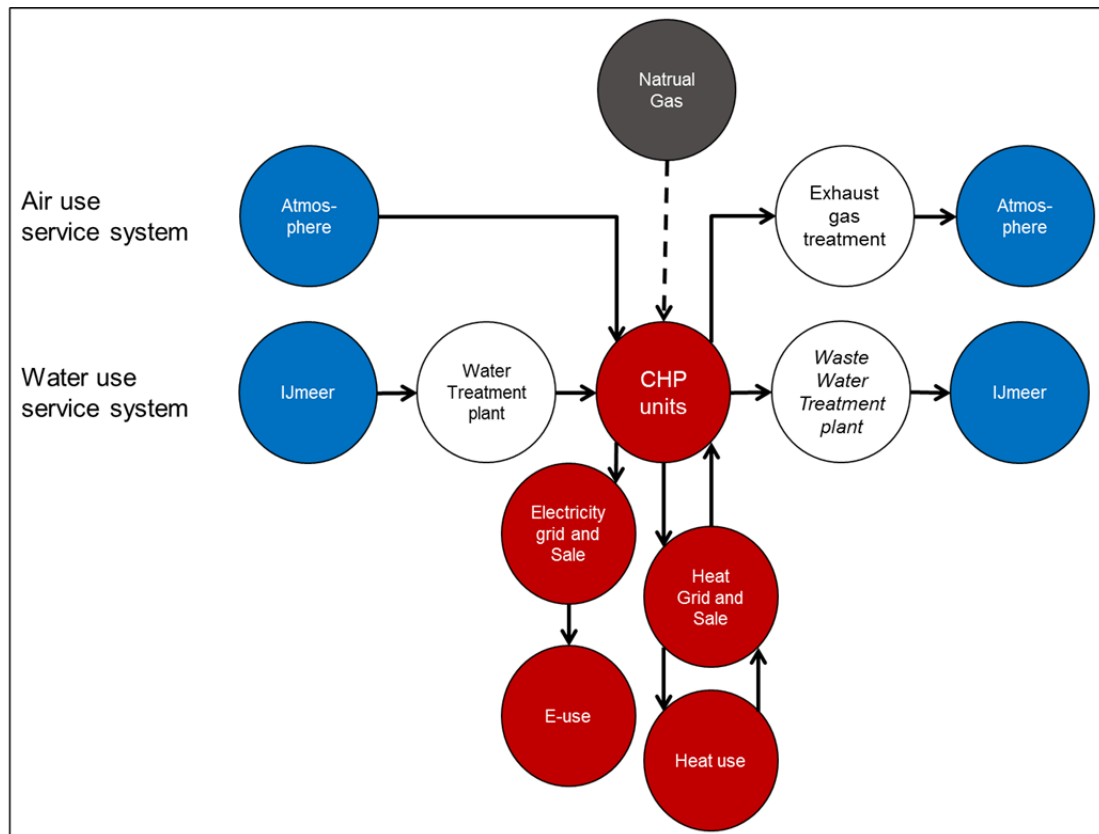 Natrual
Gas
Air use
service system
Atmos-
phere
Exhaust
gas
treatment
Atmos-
phere
Water use
service system
IJmeer
Water
Treatment
plant
CHP
units
Waste
Water
Treatment
plant
IJmeer
Electricity
grid and
Sale
Heat
Grid and
Sale
E-use
Heat use